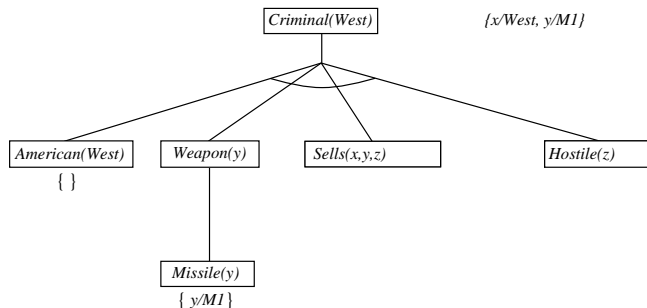 Criminal(West) {x/West, y/M1}
American(West) Weapon(y) Sells(x,y,z) Hostile(z)
{ }
Missile(y)
{ y/M1 }